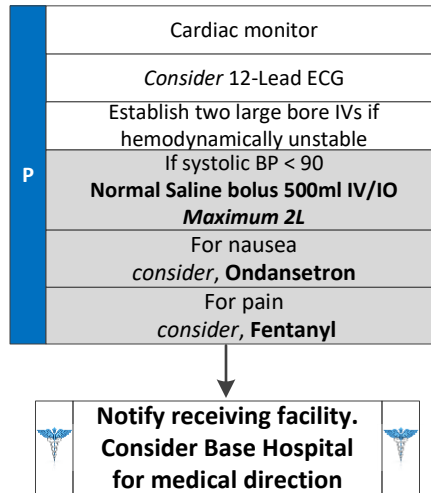 Cardiac monitor
Consider 12-Lead ECG
Establish two large bore IVs if
hemodynamically unstable
P
If systolic BP < 90
Normal Saline bolus 500ml IV/IO
Maximum 2L
For nausea
consider, Ondansetron
For pain
consider, Fentanyl
Notify receiving facility.
Consider Base Hospital
for medical direction